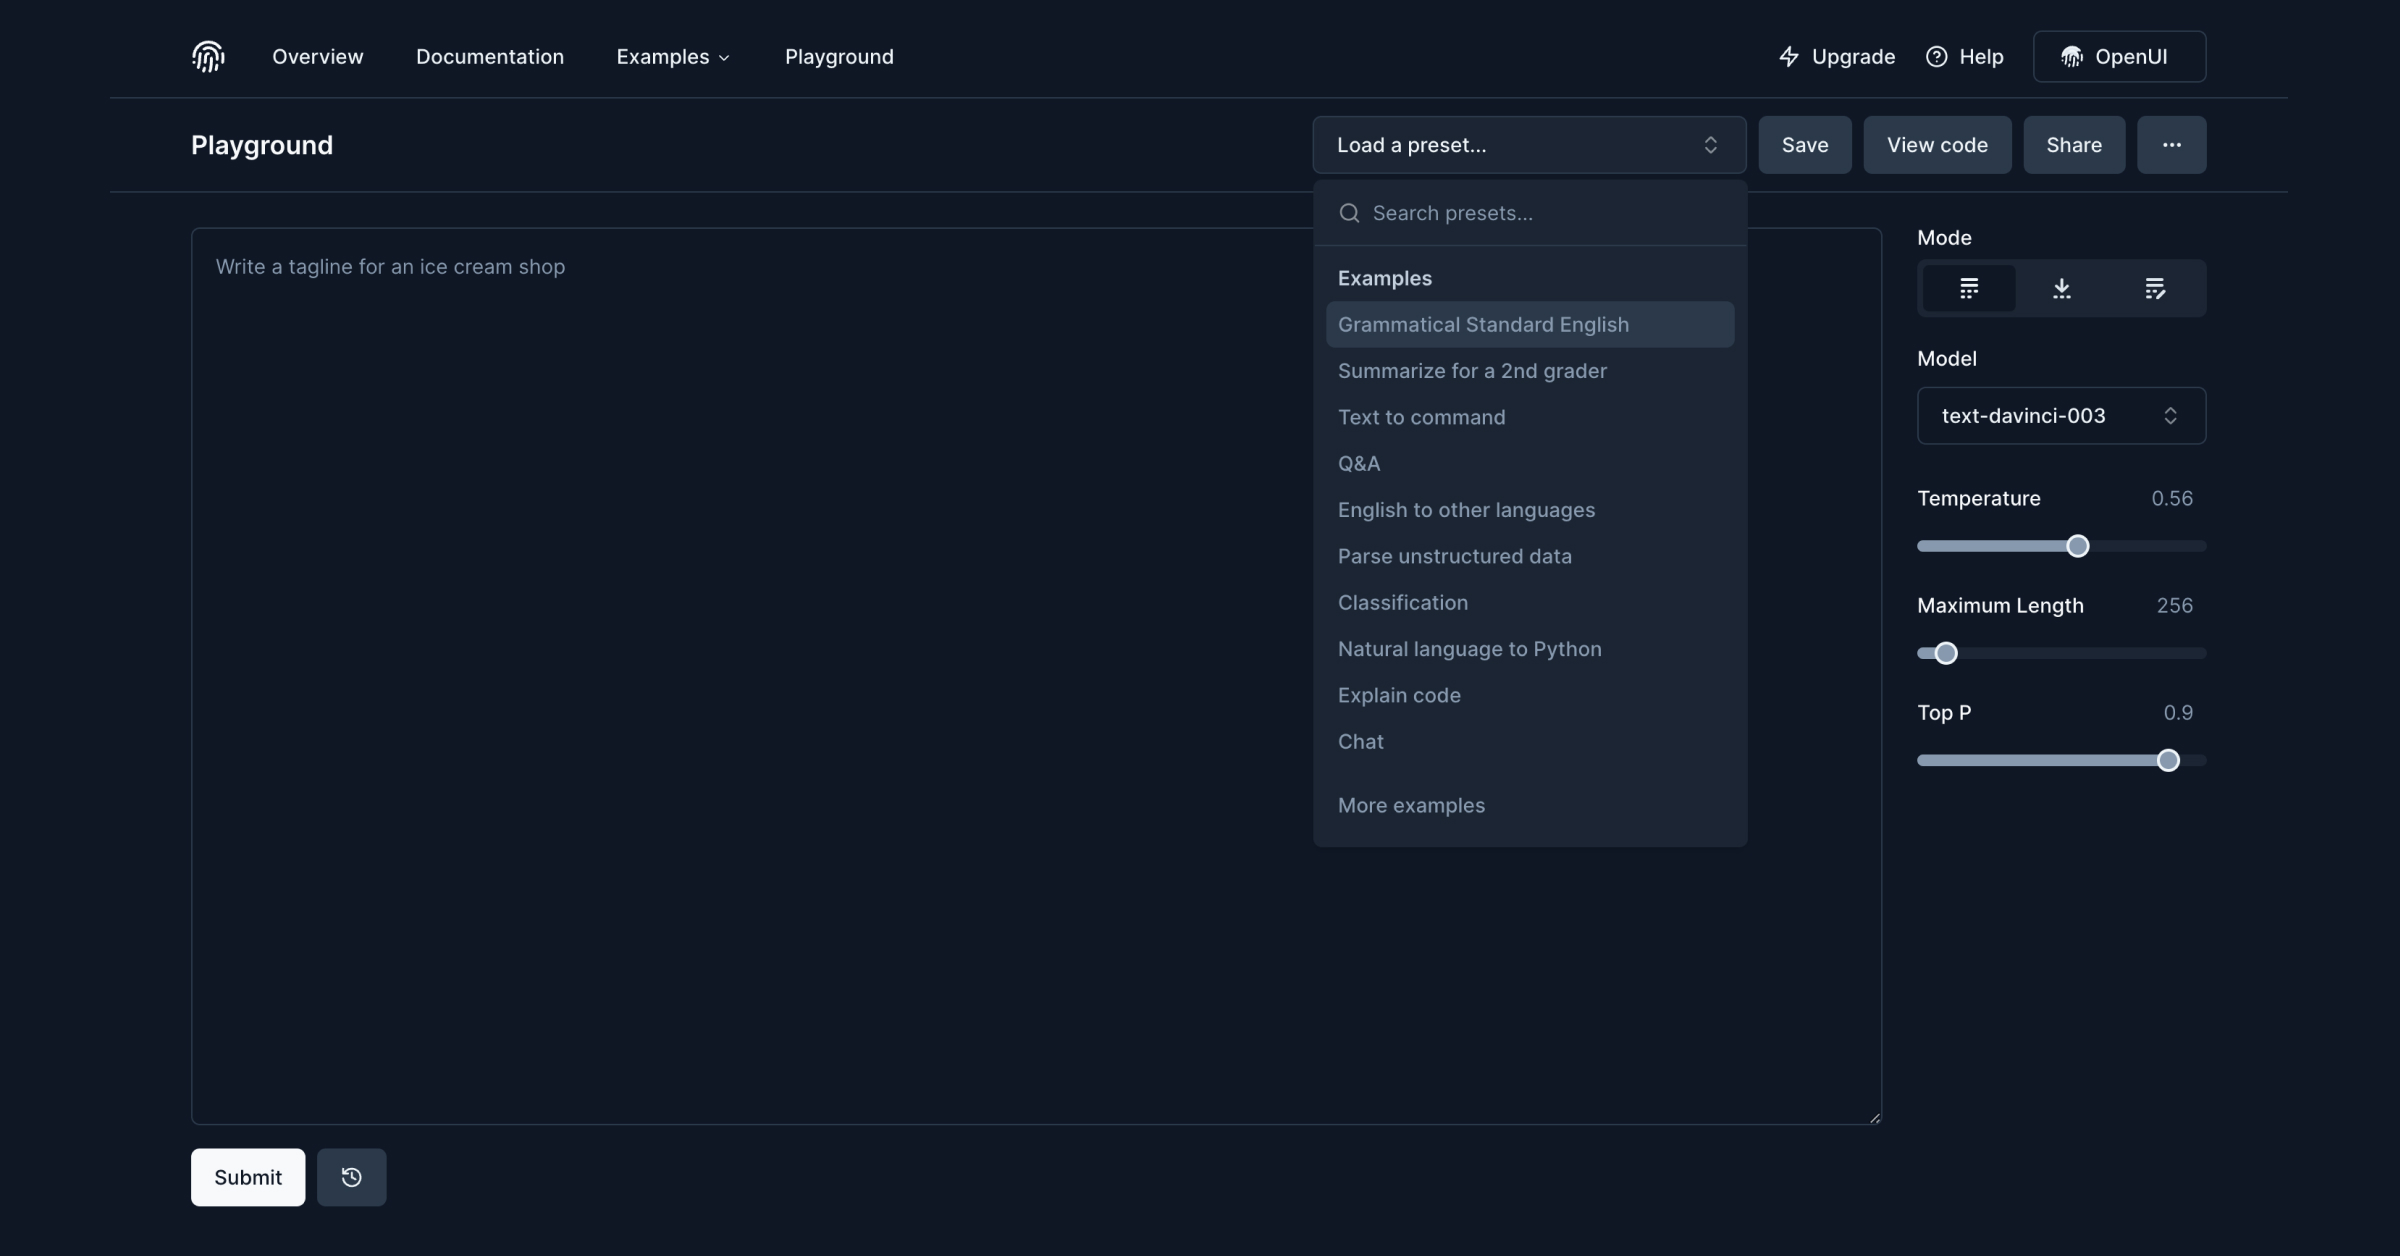 Overview
Documentation
Examples
Playground
Upgrade
Help
OpenUI
Playground
Load a preset...
Save
View code
Share
Search presets...
Examples
Grammatical Standard English
Summarize for a 2nd grader
Text to command
Q&A
English to other languages
Parse unstructured data
Classification
Natural language to Python
Explain code
Chat
More examples
Write a tagline for an ice cream shop
Mode
Model
text-davinci-003
Temperature 0.56
Maximum Length 256
Top P 0.9
Submit